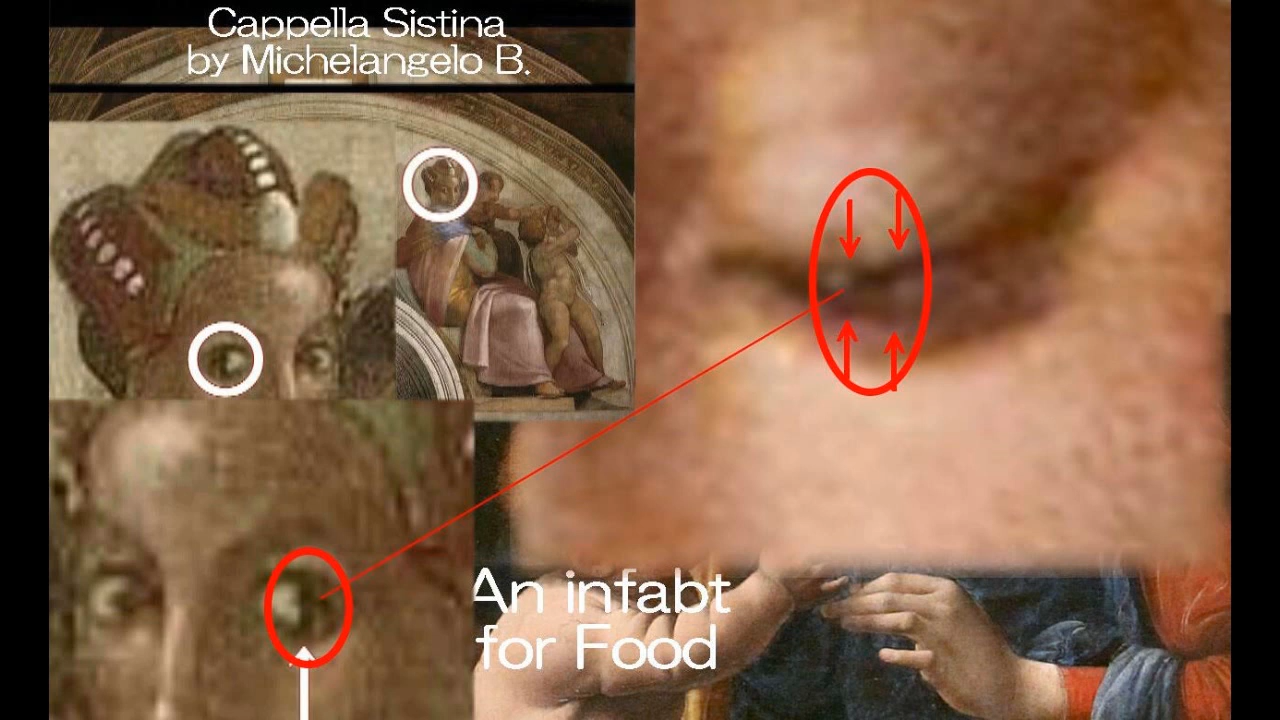 Cappella Sistina
by Michelangelo B.
An infabt
for Food